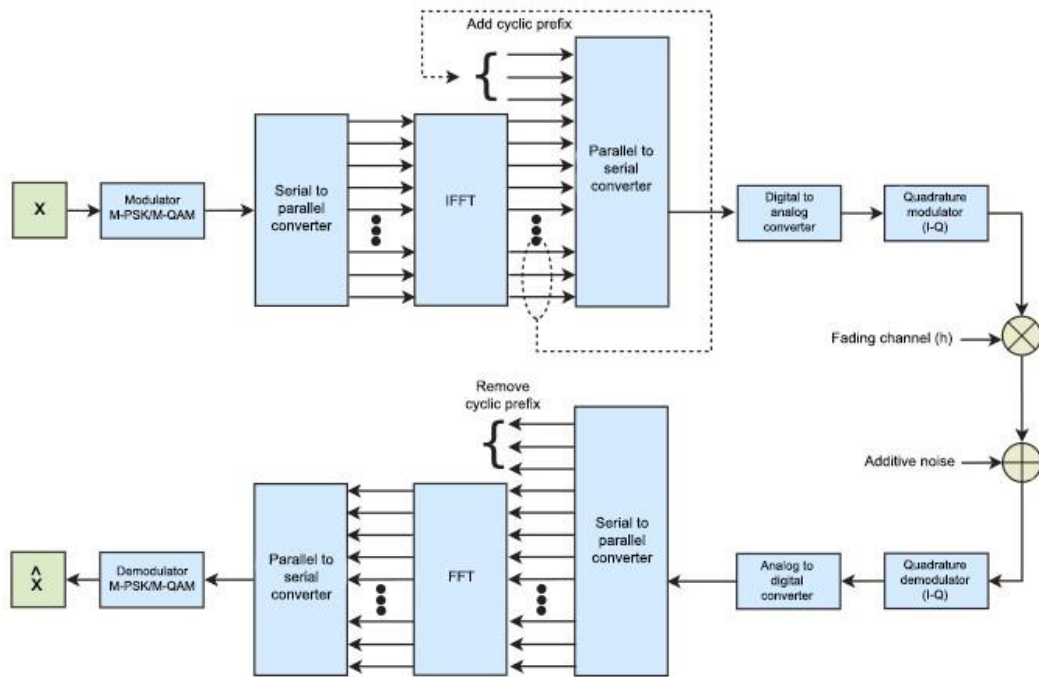 Add cyclic prefix
X
Modulator
M-PSK/M-QAM
Serial to
parallel
converter
IFFT
Parallel to
serial
converter
Digital to
analog
converter
Quadrature
modulator
(I-Q)
Fading channel (h)
Additive noise
Remove
cyclic prefix
X̂
Demodulator
M-PSK/M-QAM
Parallel to
serial
converter
FFT
Serial to
parallel
converter
Analog to
digital
converter
Quadrature
demodulator
(I-Q)